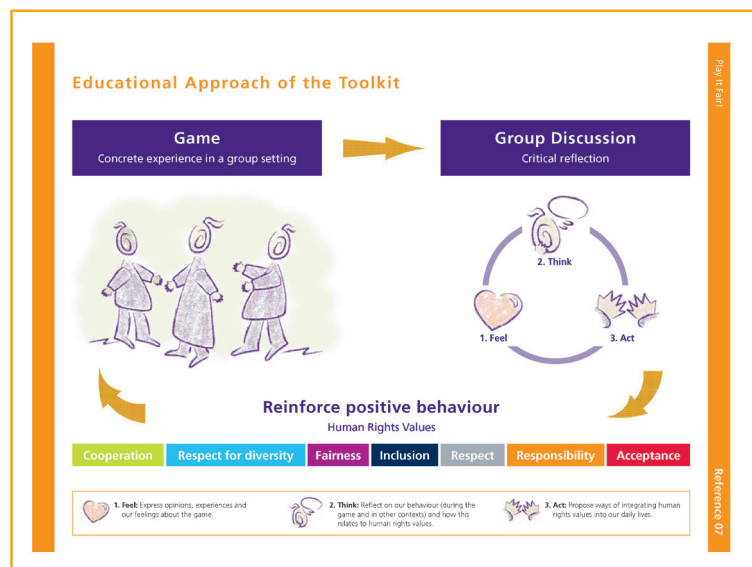 Play It Fair!
Educational Approach of the Toolkit
Game
Concrete experience in a group setting
Group Discussion
Critical reflection
2. Think
1. Feel
3. Act
Reinforce positive behaviour
Human Rights Values
Cooperation
Respect for diversity
Fairness
Inclusion
Respect
Responsibility
Acceptance
1. Feel: Express opinions, experiences and
our feelings about the game.
2. Think: Reflect on our behaviour (during the
game and in other contexts) and how this
relates to human rights values.
3. Act: Propose ways of integrating human
rights values into our daily lives.
Reference 07